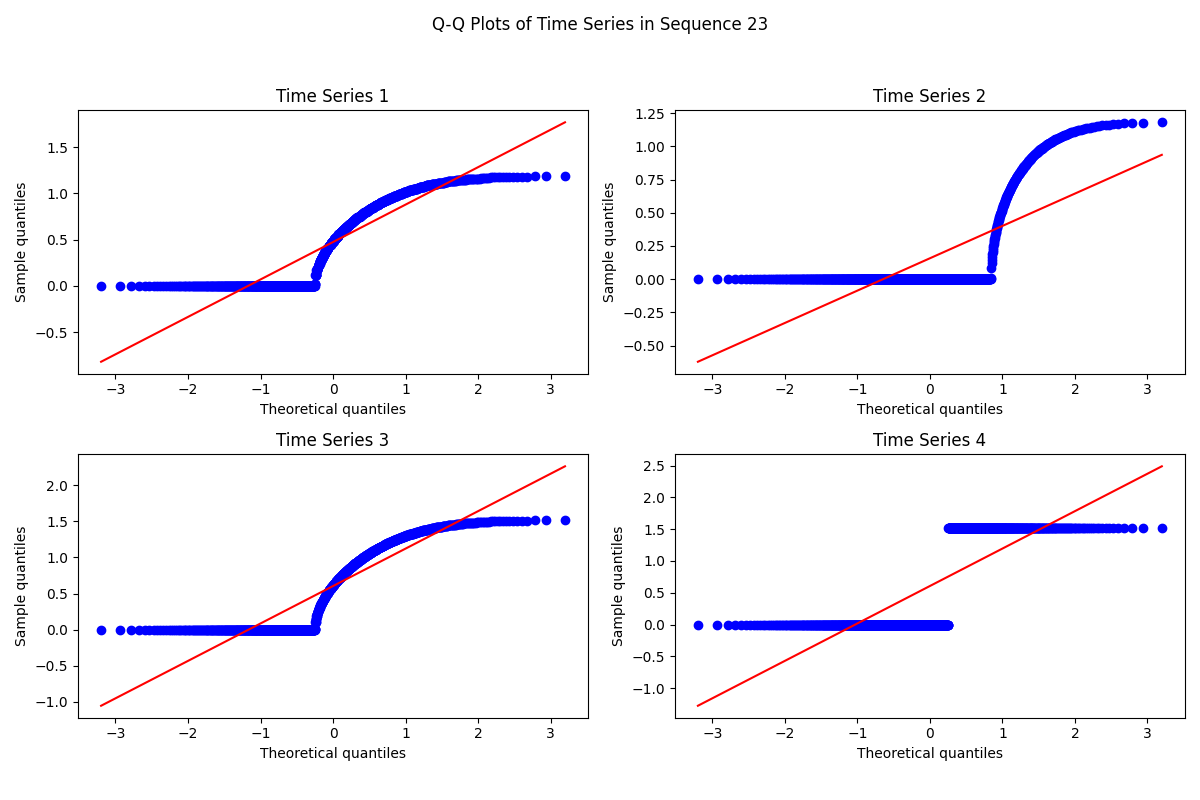 Q-Q Plots of Time Series in Sequence 23
Time Series 1
Sample quantiles
1.5
1.0
0.5
0.0
−0.5
−3 −2 −1 0 1 2 3
Theoretical quantiles
Time Series 2
Sample quantiles
1.25
1.00
0.75
0.50
0.25
0.00
−0.25
−0.50
−3 −2 −1 0 1 2 3
Theoretical quantiles
Time Series 3
Sample quantiles
2.0
1.5
1.0
0.5
0.0
−0.5
−1.0
−3 −2 −1 0 1 2 3
Theoretical quantiles
Time Series 4
Sample quantiles
2.5
2.0
1.5
1.0
0.5
0.0
−0.5
−1.0
−3 −2 −1 0 1 2 3
Theoretical quantiles